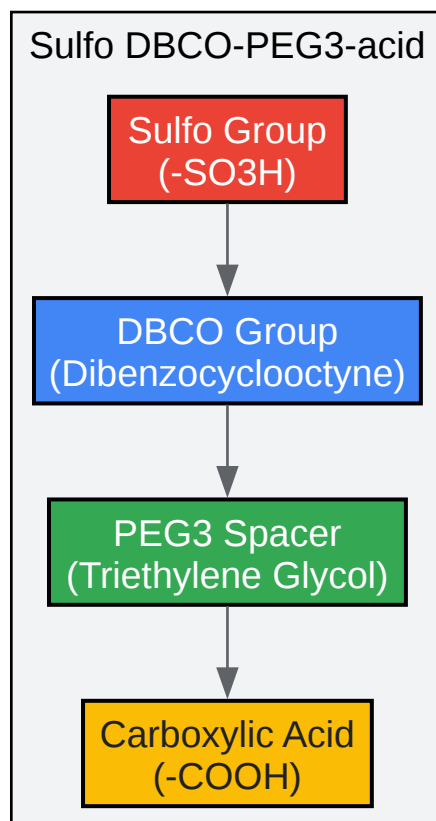 Sulfo DBCO-PEG3-acid
Sulfo Group
(-SO3H)
DBCO Group
(Dibenzocyclooctyne)
PEG3 Spacer
(Triethylene Glycol)
Carboxylic Acid
(-COOH)